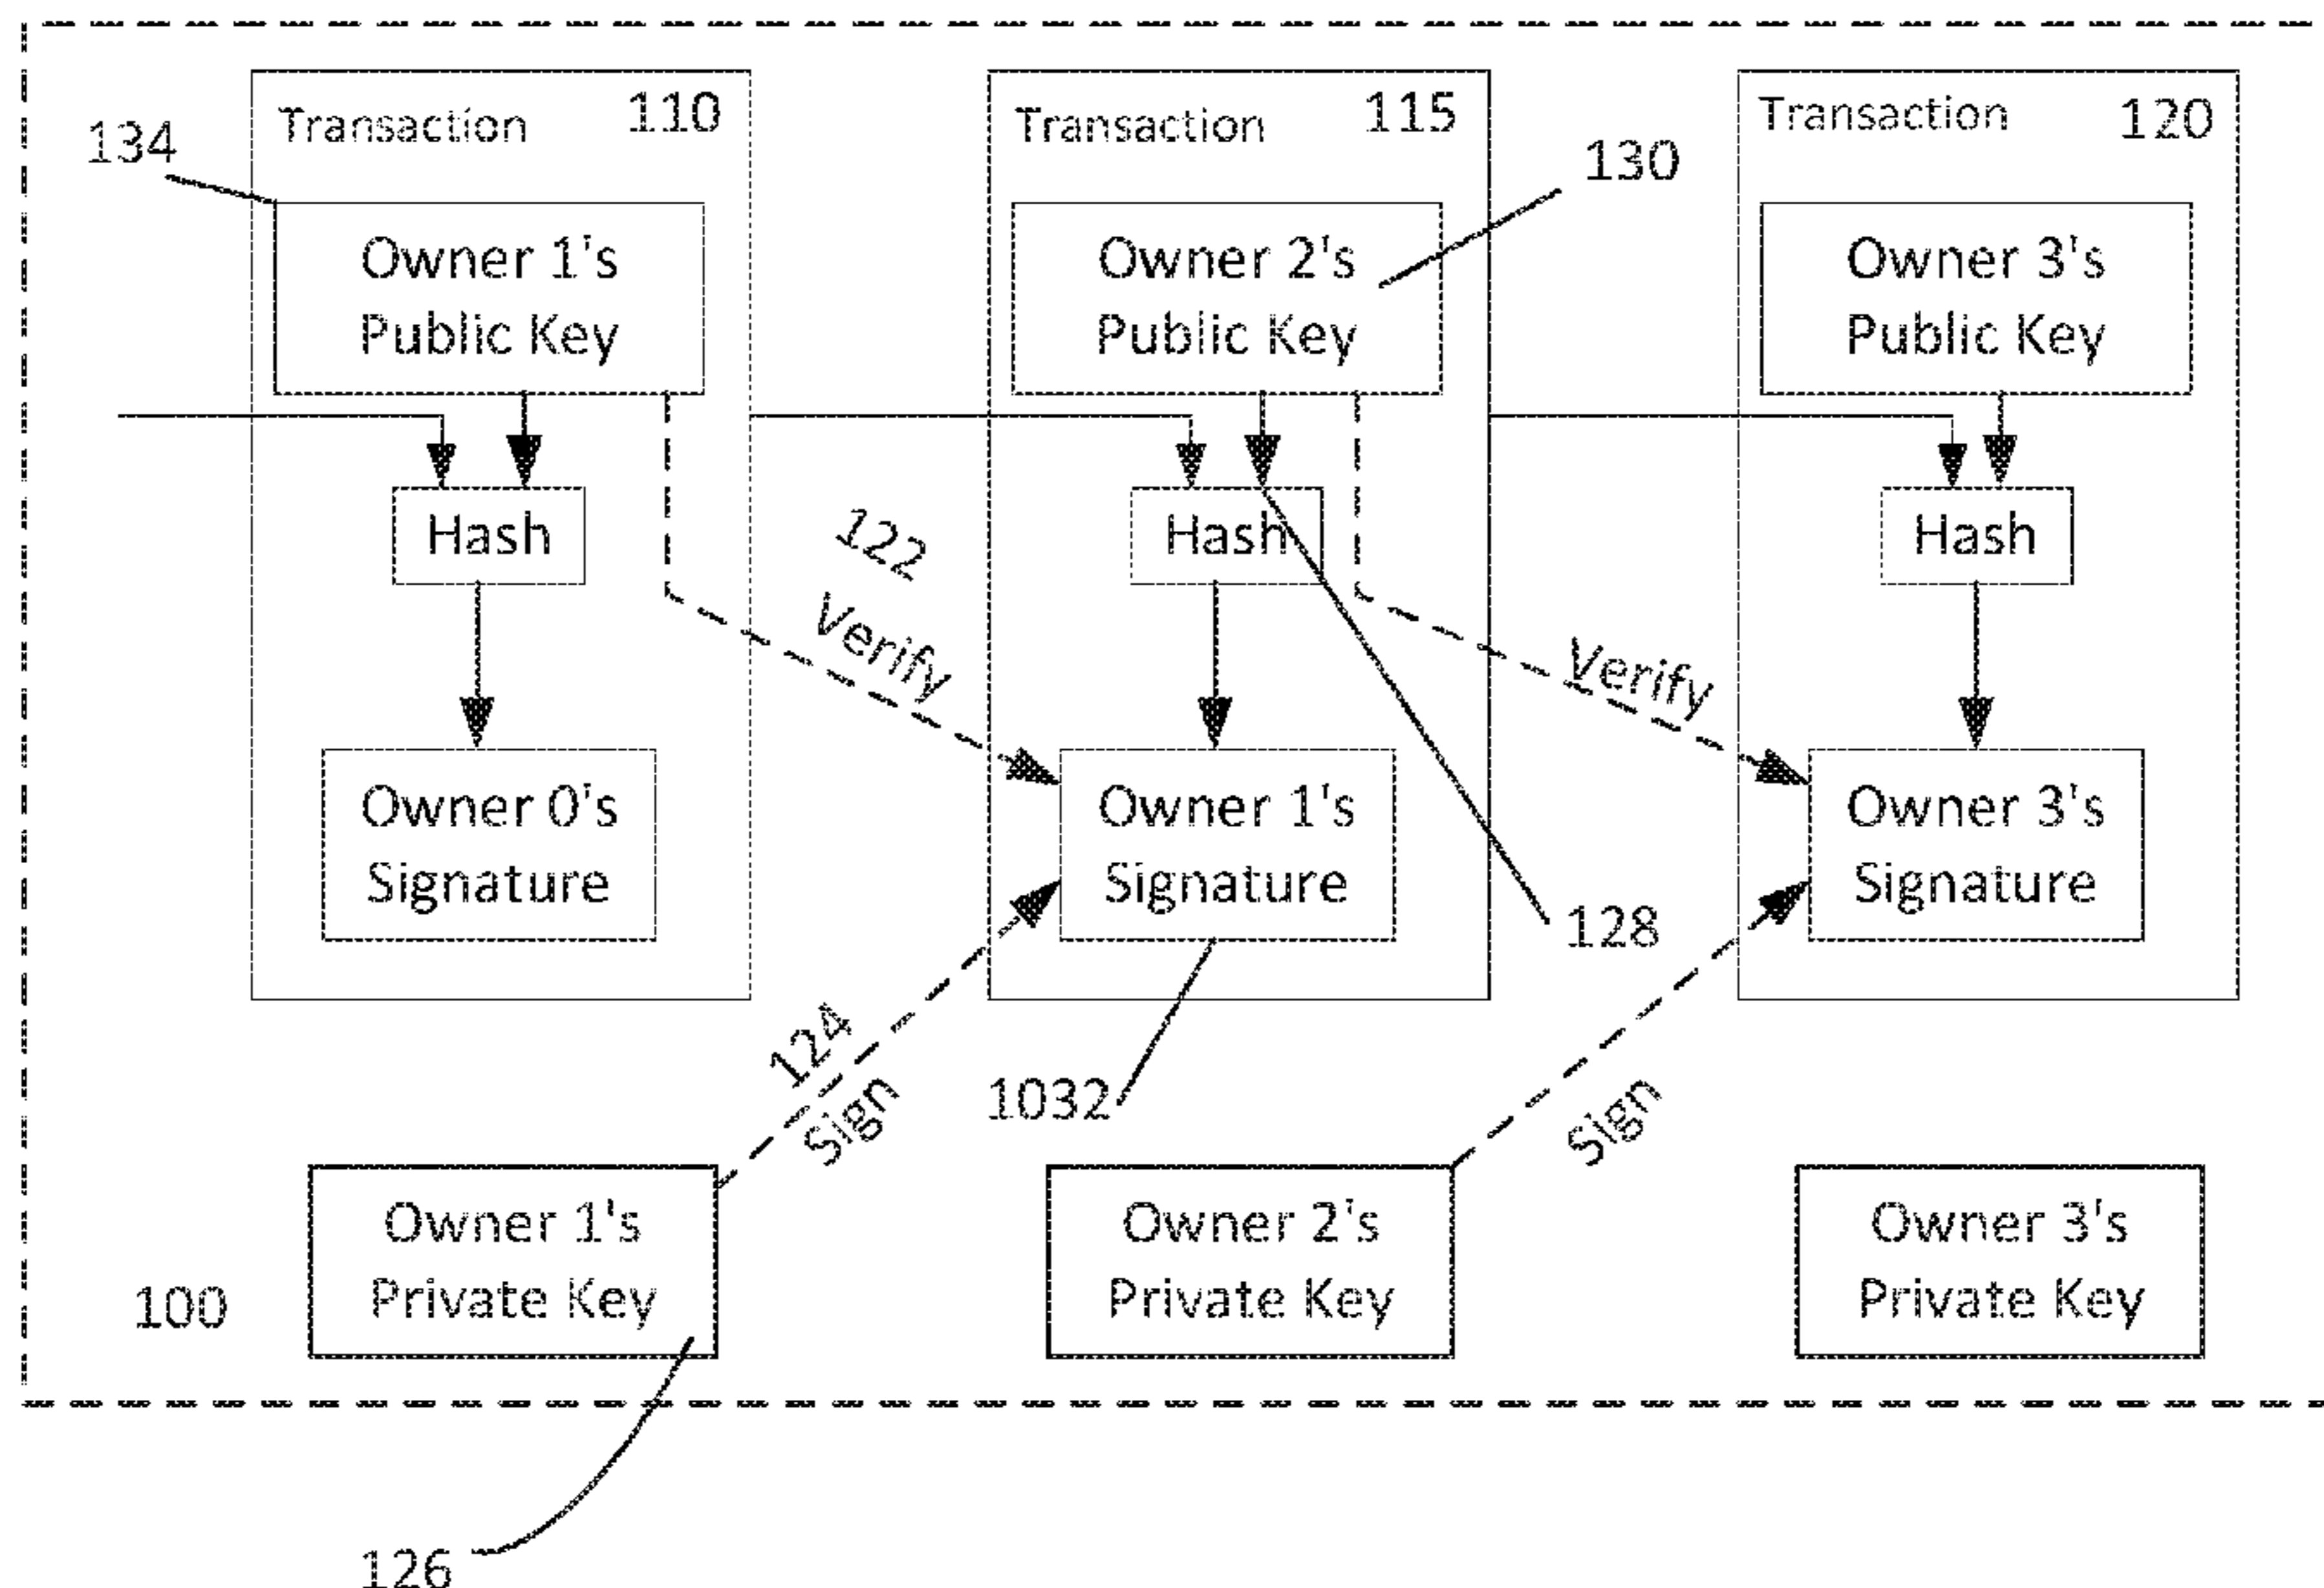 Transaction 110
Transaction 115
Transaction 120
134
130
Owner 1's
Public Key
Owner 2's
Public Key
Owner 3's
Public Key
Hash
Hash
Hash
122
Verify
Verify
Owner 0's
Signature
Owner 1's
Signature
Owner 3's
Signature
128
124
Sign
1032
Sign
Owner 1's
Private Key
Owner 2's
Private Key
Owner 3's
Private Key
100
126